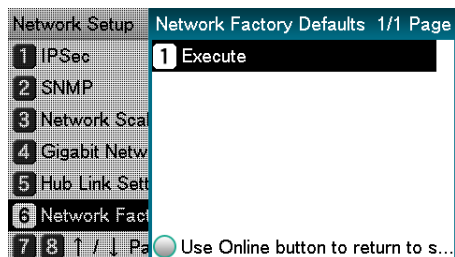 Network Setup
1 IPSec
2 SNMP
3 Network Scal
4 Gigabit Netw
5 Hub Link Sett
6 Network Fact
7 8 ↑ / ↓ Pa
Network Factory Defaults 1/1 Page
1 Execute
Use Online button to return to s...